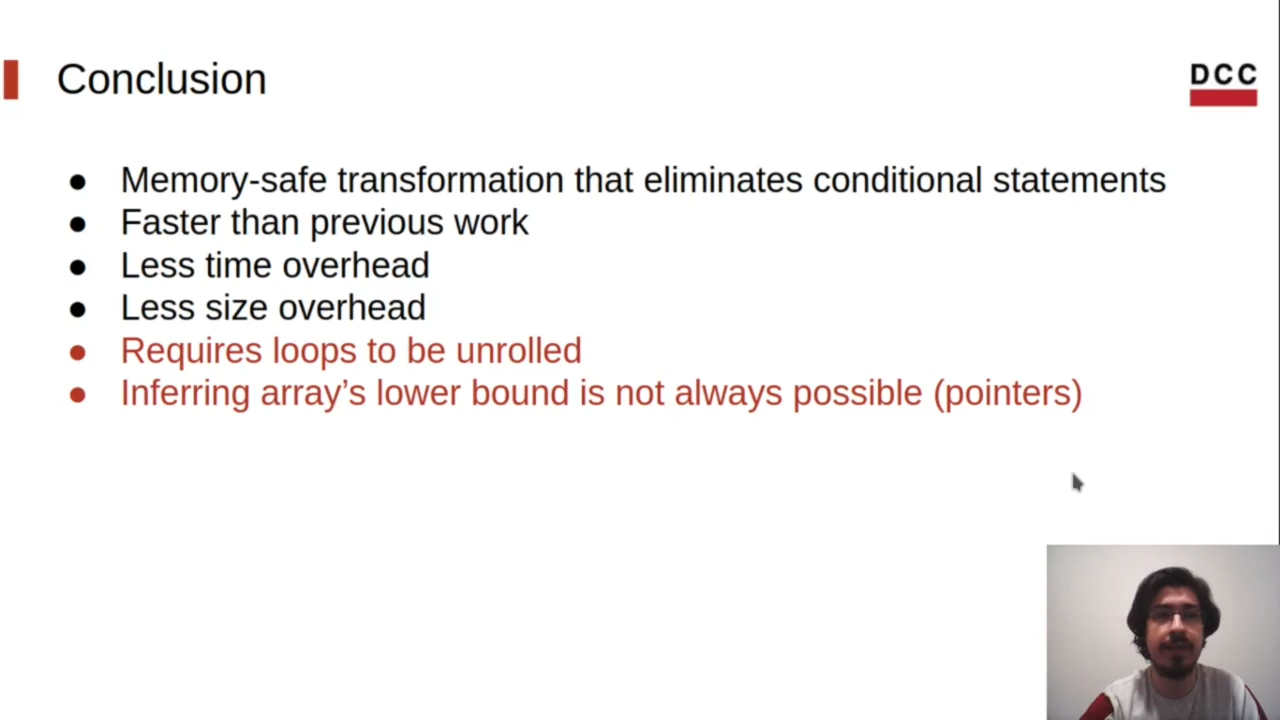 Conclusion
DCC
● Memory-safe transformation that eliminates conditional statements
● Faster than previous work
● Less time overhead
● Less size overhead
● Requires loops to be unrolled
● Inferring array’s lower bound is not always possible (pointers)